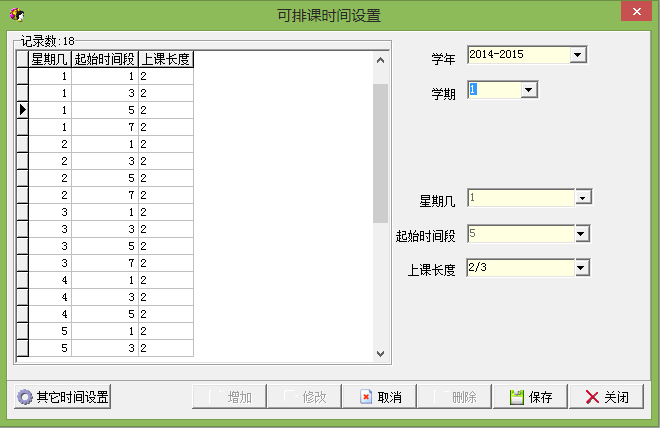 可排课时间设置
记录数:18
星期几 起始时间段 上课长度
1 1 2
1 3 2
1 5 2
1 7 2
2 1 2
2 3 2
2 5 2
2 7 2
3 1 2
3 3 2
3 5 2
3 7 2
4 1 2
4 3 2
4 5 2
5 1 2
5 3 2
学年 2014-2015
学期 1
星期几 1
起始时间段 5
上课长度 2/3
其它时间设置 增加 修改 取消 删除 保存 关闭